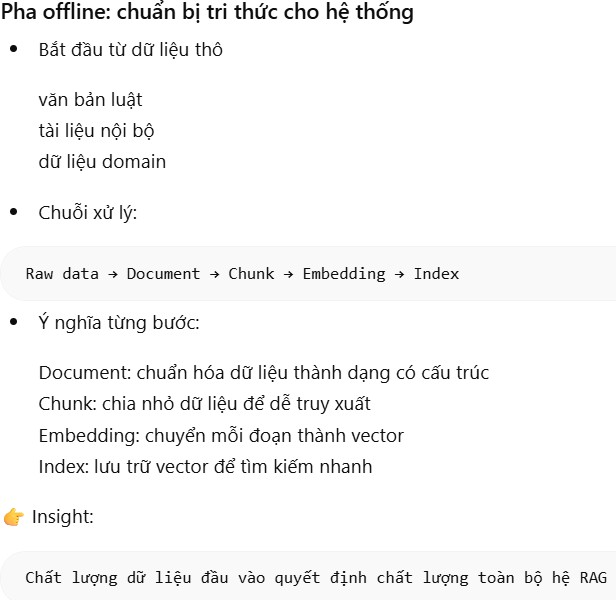 Pha offline: chuẩn bị tri thức cho hệ thống
Bắt đầu từ dữ liệu thô
văn bản luật
tài liệu nội bộ
dữ liệu domain
Chuỗi xử lý:
Raw data → Document → Chunk → Embedding → Index
Ý nghĩa từng bước:
Document: chuẩn hóa dữ liệu thành dạng có cấu trúc
Chunk: chia nhỏ dữ liệu để dễ truy xuất
Embedding: chuyển mỗi đoạn thành vector
Index: lưu trữ vector để tìm kiếm nhanh
👉 Insight:
Chất lượng dữ liệu đầu vào quyết định chất lượng toàn bộ hệ RAG